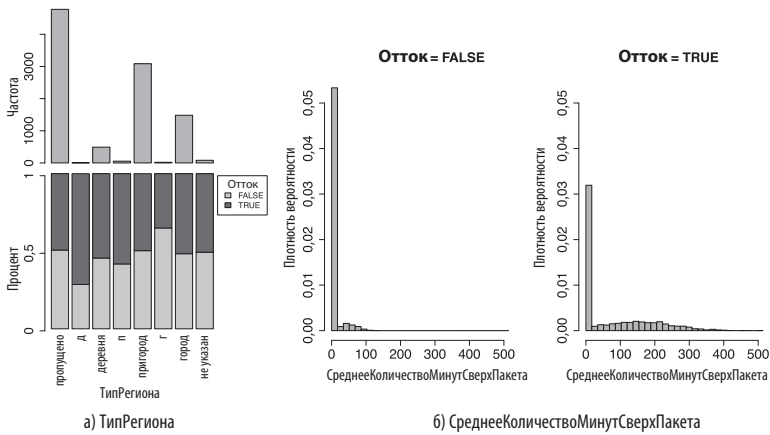 Частота
0
1000
3000
Процент
0
0,5
1
Отток
FALSE
TRUE
пропущено
д
деревня
п
пригород
г
город
не указан
ТипРегиона
а) ТипРегиона
Отток = FALSE
Плотность вероятности
0,00
0,01
0,02
0,03
0,04
0,05
0 100 200 300 400 500
СреднееКоличествоМинутСверхПакета
Отток = TRUE
Плотность вероятности
0,00
0,01
0,02
0,03
0,04
0,05
0 100 200 300 400 500
СреднееКоличествоМинутСверхПакета
б) СреднееКоличествоМинутСверхПакета